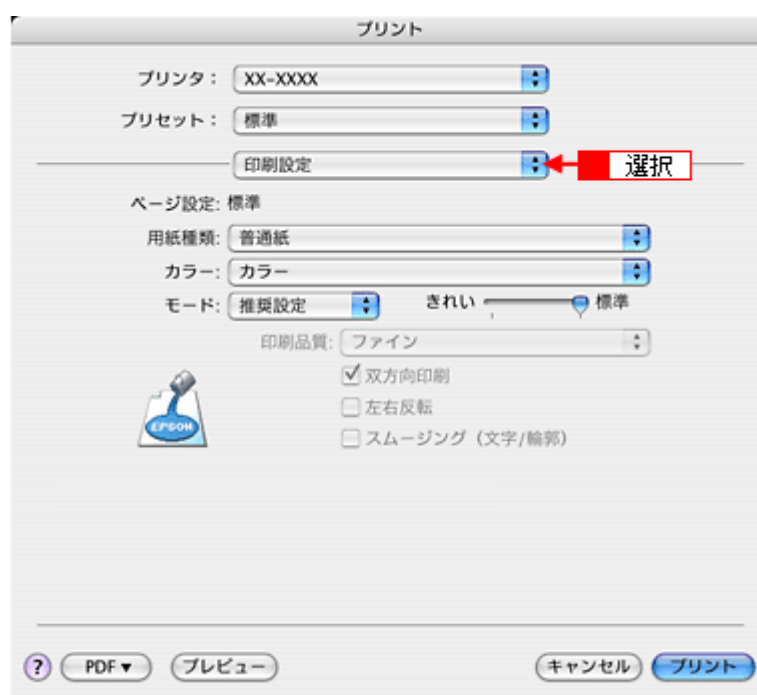 プリント
プリンタ： XX-XXXX
プリセット： 標準
印刷設定 選択
ページ設定: 標準
用紙種類: 普通紙
カラー: カラー
モード: 推奨設定 きれい 標準
印刷品質: ファイン
双方向印刷
左右反転
スムージング（文字/輪郭）
EPSON
? PDF▼ プレビュー キャンセル プリント